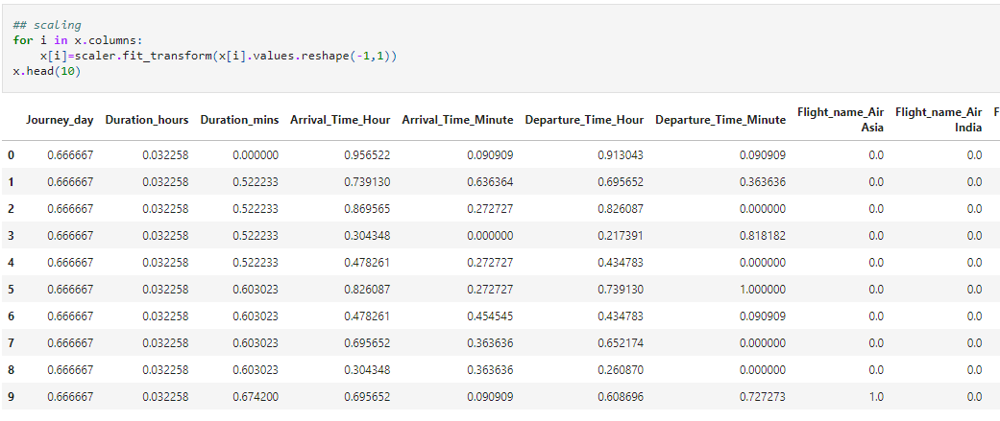 ## scaling
for i in x.columns:
    x[i]=scaler.fit_transform(x[i].values.reshape(-1,1))
x.head(10)
Journey_day Duration_hours Duration_mins Arrival_Time_Hour Arrival_Time_Minute Departure_Time_Hour Departure_Time_Minute Flight_name_Air Asia Flight_name_Air India F
0 0.666667 0.032258 0.000000 0.956522 0.090909 0.913043 0.090909 0.0 0.0
1 0.666667 0.032258 0.522233 0.739130 0.636364 0.695652 0.363636 0.0 0.0
2 0.666667 0.032258 0.522233 0.869565 0.272727 0.826087 0.000000 0.0 0.0
3 0.666667 0.032258 0.522233 0.304348 0.000000 0.217391 0.818182 0.0 0.0
4 0.666667 0.032258 0.522233 0.478261 0.272727 0.434783 0.000000 0.0 0.0
5 0.666667 0.032258 0.603023 0.826087 0.272727 0.739130 1.000000 0.0 0.0
6 0.666667 0.032258 0.603023 0.478261 0.454545 0.434783 0.090909 0.0 0.0
7 0.666667 0.032258 0.603023 0.695652 0.363636 0.652174 0.000000 0.0 0.0
8 0.666667 0.032258 0.603023 0.304348 0.363636 0.260870 0.000000 0.0 0.0
9 0.666667 0.032258 0.674200 0.695652 0.090909 0.608696 0.727273 1.0 0.0